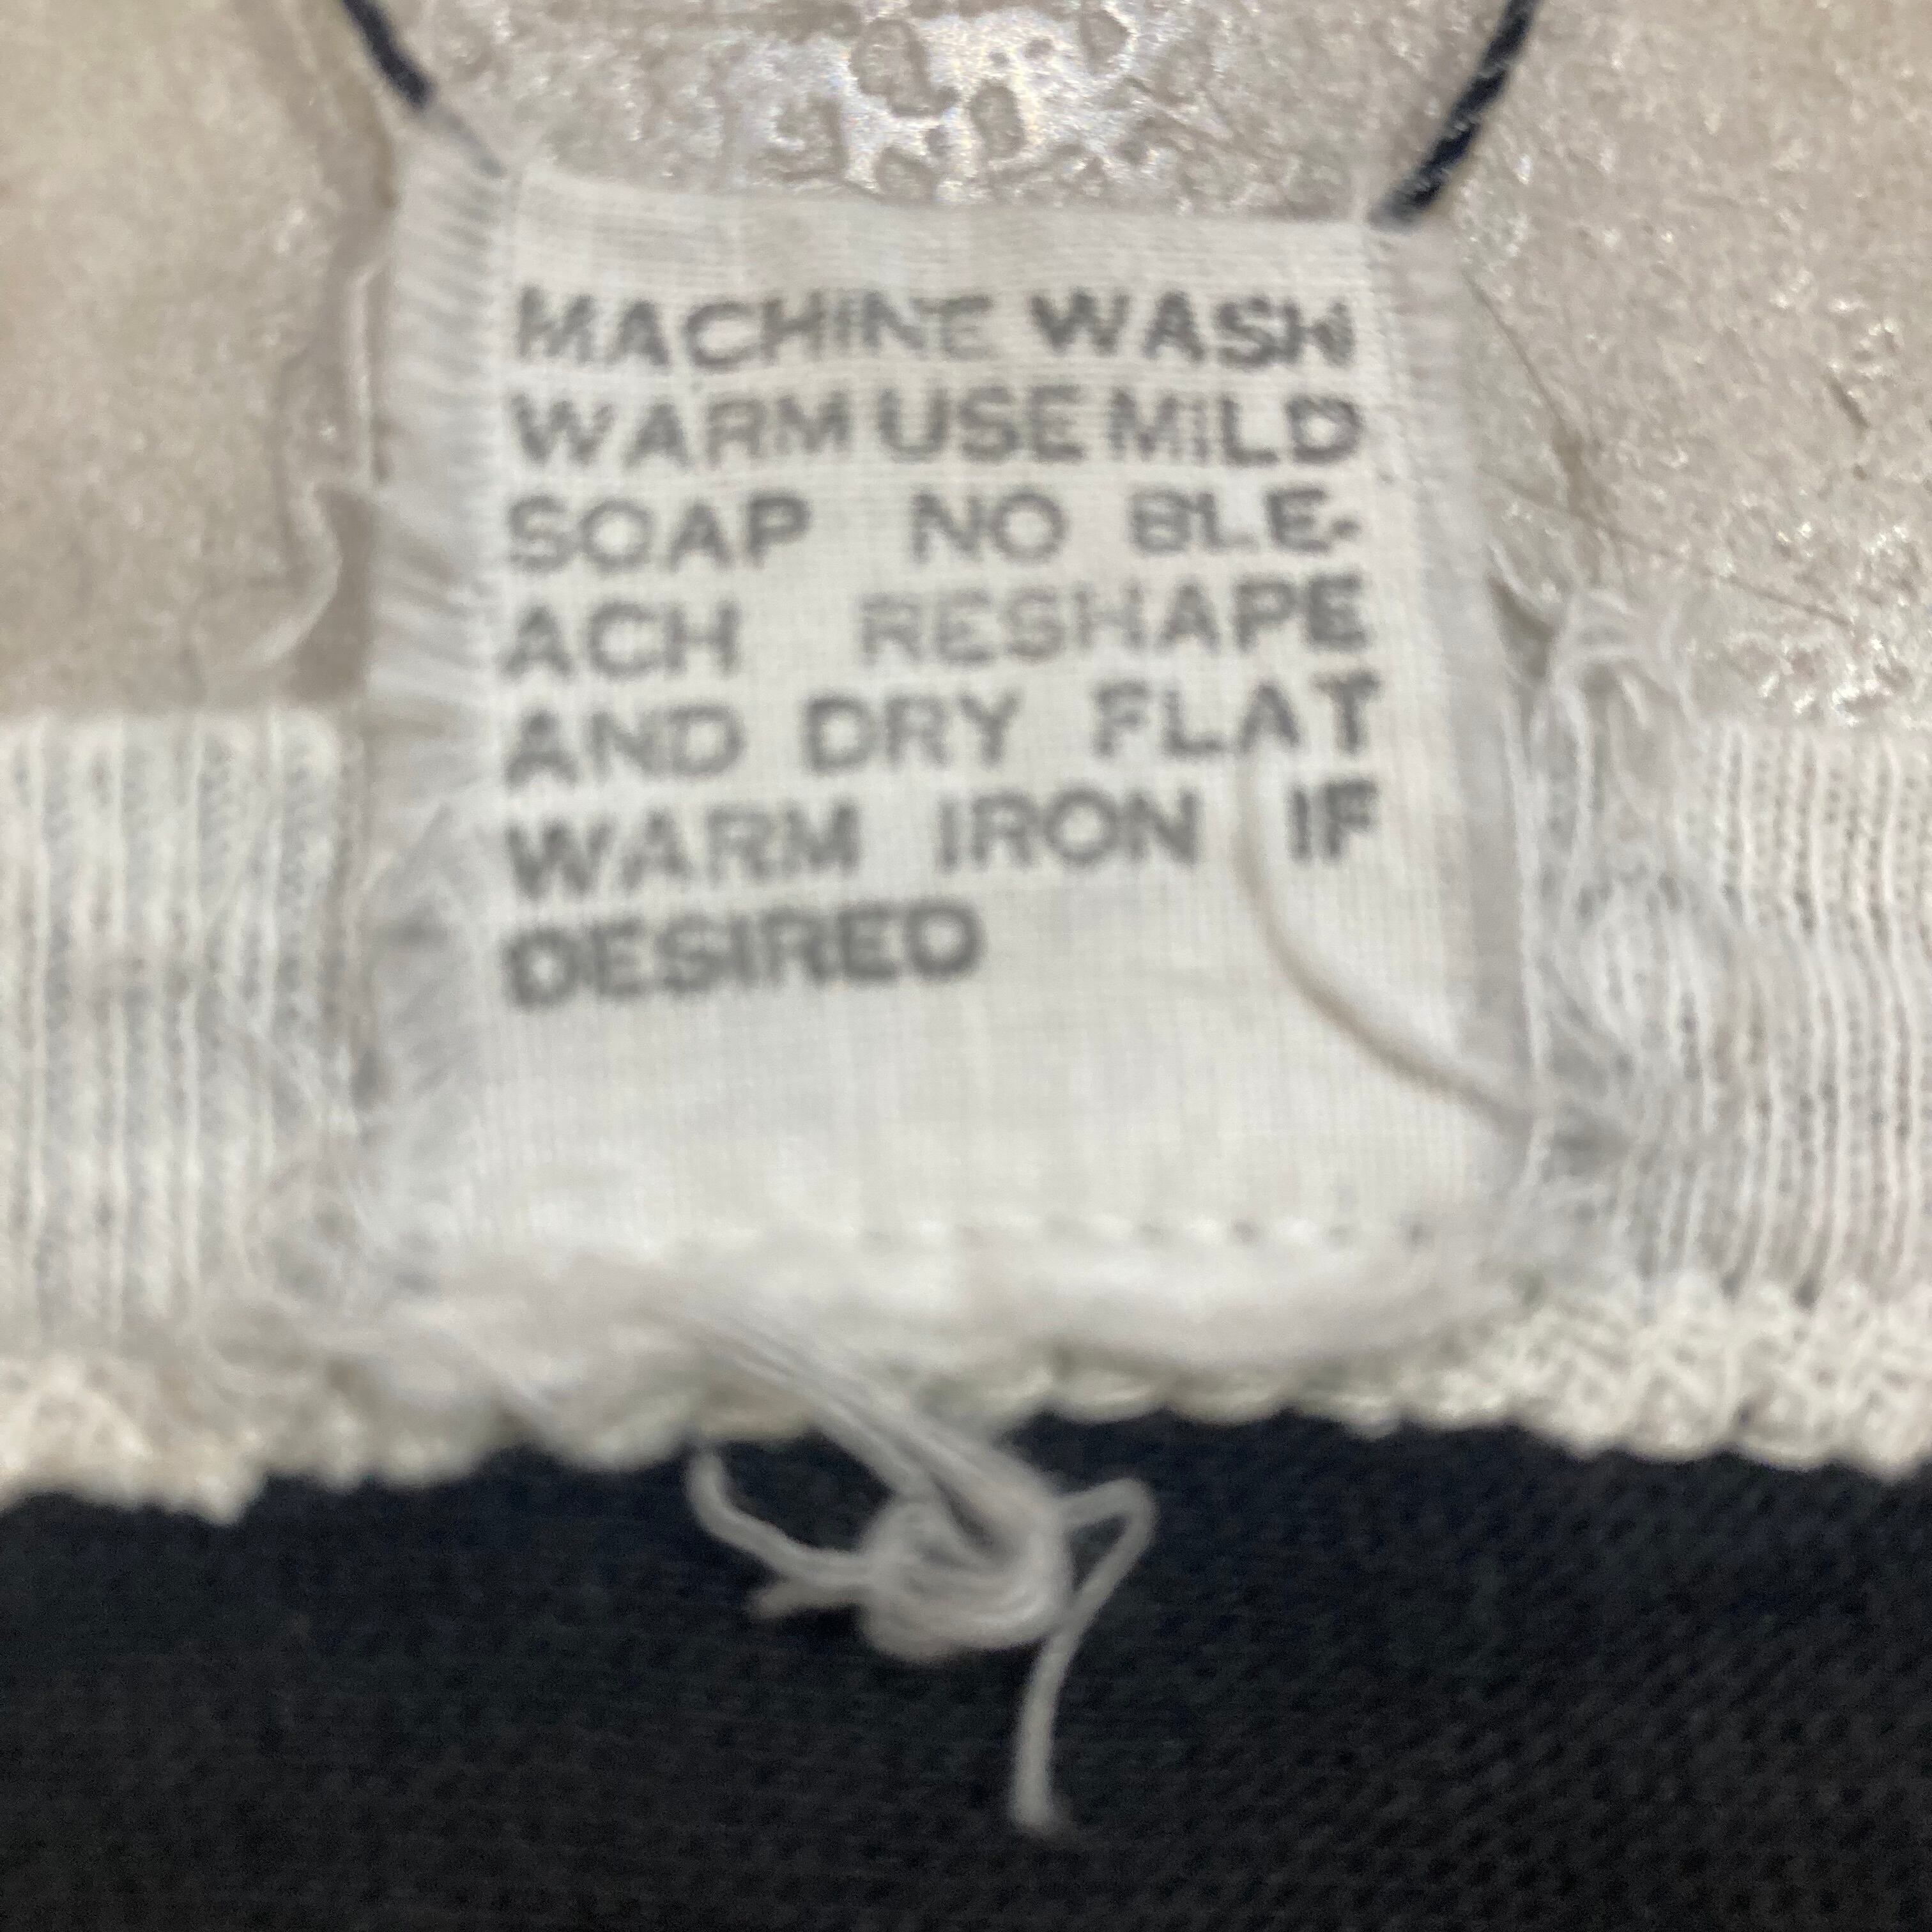 MACHINE WASH
WARM USE MILD
SOAP NO BLE-
ACH RESHAPE
AND DRY FLAT
WARM IRON IF
DESIRED